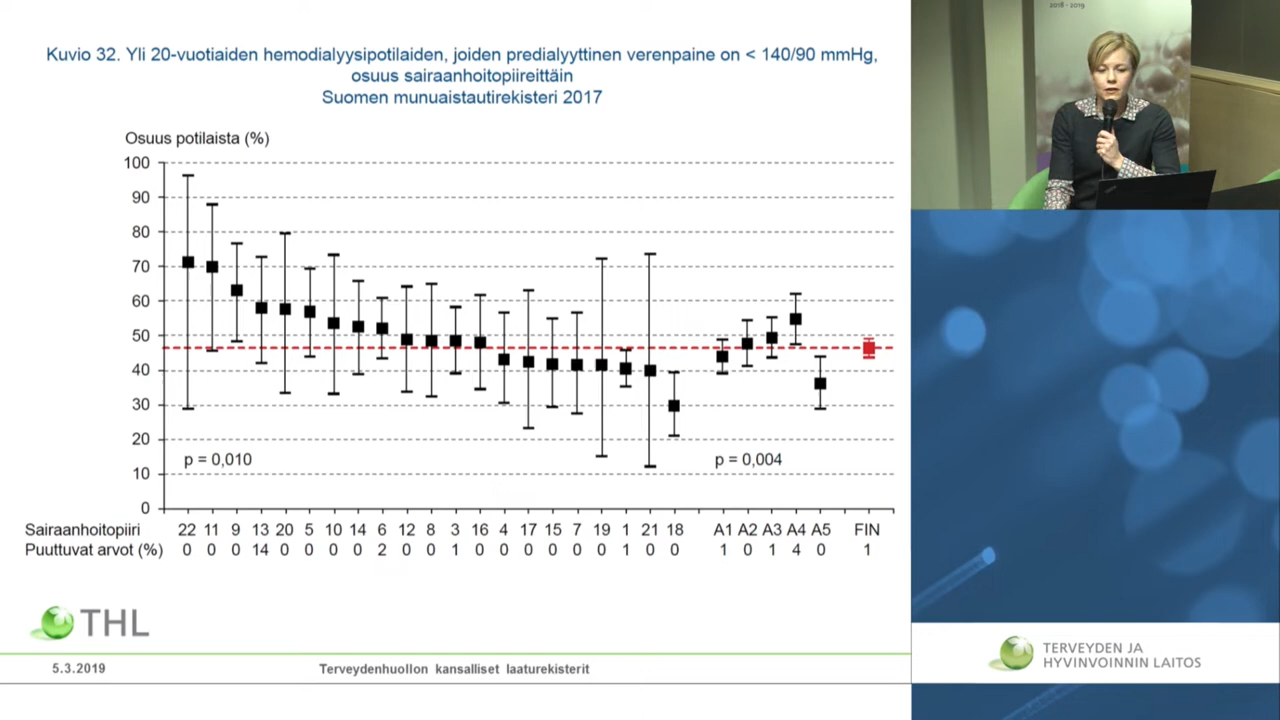 Kuvio 32. Yli 20-vuotiaiden hemodialyysipotilaiden, joiden predialyyttinen verenpaine on < 140/90 mmHg,
osuus sairaanhoitopiireittäin
Suomen munuaistautirekisteri 2017
Osuus potilaista (%)
100
90
80
70
60
50
40
30
20
10
0
p = 0,010
p = 0,004
Sairaanhoitopiiri 22 11 9 13 20 5 10 14 6 12 8 3 16 4 17 15 7 19 1 21 18 A1 A2 A3 A4 A5 FIN
Puuttuvat arvot (%) 0 0 0 14 0 0 0 0 2 0 0 1 0 0 0 0 0 0 1 0 0 1 0 1 4 0 1
THL
5.3.2019
Terveydenhuollon kansalliset laaturekisterit
2018 - 2019
TERVEYDEN JA
HYVINVOINNIN LAITOS